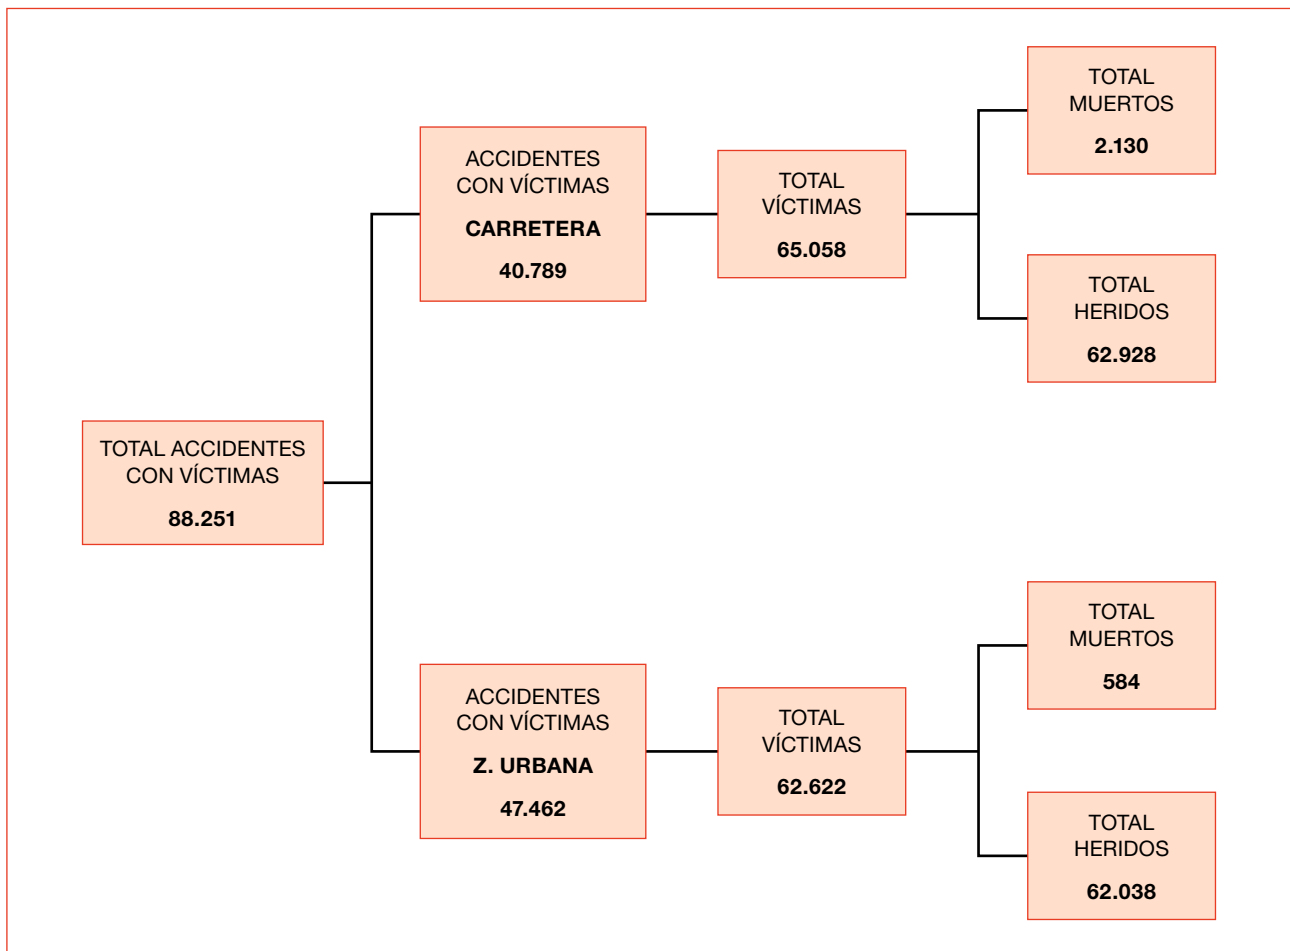 TOTAL ACCIDENTES
CON VÍCTIMAS
88.251
ACCIDENTES
CON VÍCTIMAS
CARRETERA
40.789
TOTAL
VÍCTIMAS
65.058
TOTAL
MUERTOS
2.130
TOTAL
HERIDOS
62.928
ACCIDENTES
CON VÍCTIMAS
Z. URBANA
47.462
TOTAL
VÍCTIMAS
62.622
TOTAL
MUERTOS
584
TOTAL
HERIDOS
62.038